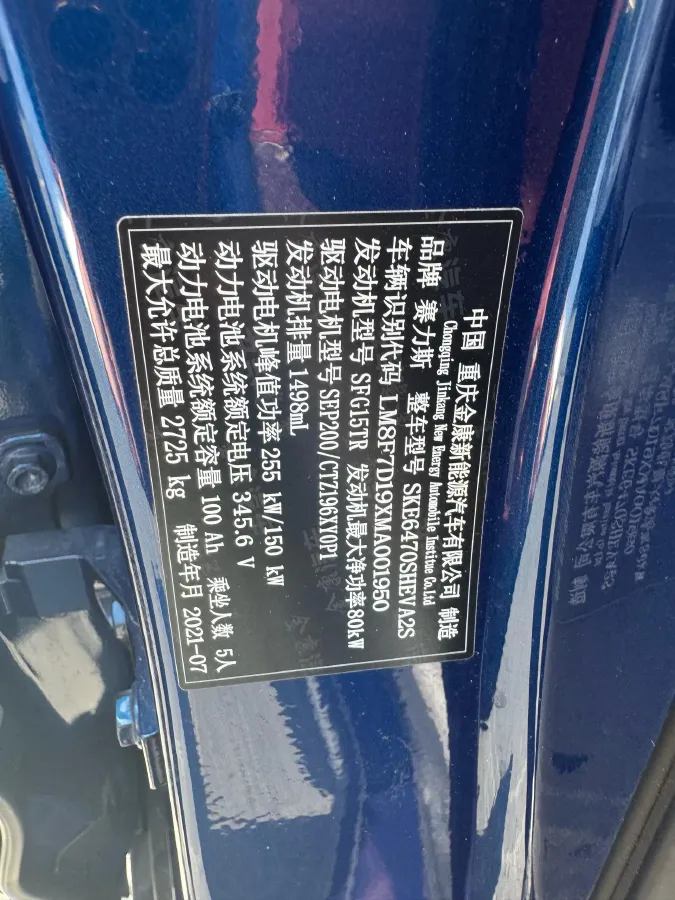 中国 重庆金康新能源汽车有限公司 制造
Chongqing Jinkang New Energy Automobile Institue Co.Ltd
品牌 赛力斯 整车型号 SKE6470SHEVA2S
车辆识别代码 LM8F7D19XMA001950
发动机型号 SFG15TR 发动机最大净功率80kW
驱动电机型号 SEP200/CTZ196XY0P1
发动机排量 1498mL
驱动电机峰值功率 255 kW/150 kW
动力电池系统额定电压 345.6 V
动力电池系统额定容量 100 Ah 乘坐人数 5人
最大允许总质量 2725 kg 制造年月 2021-07